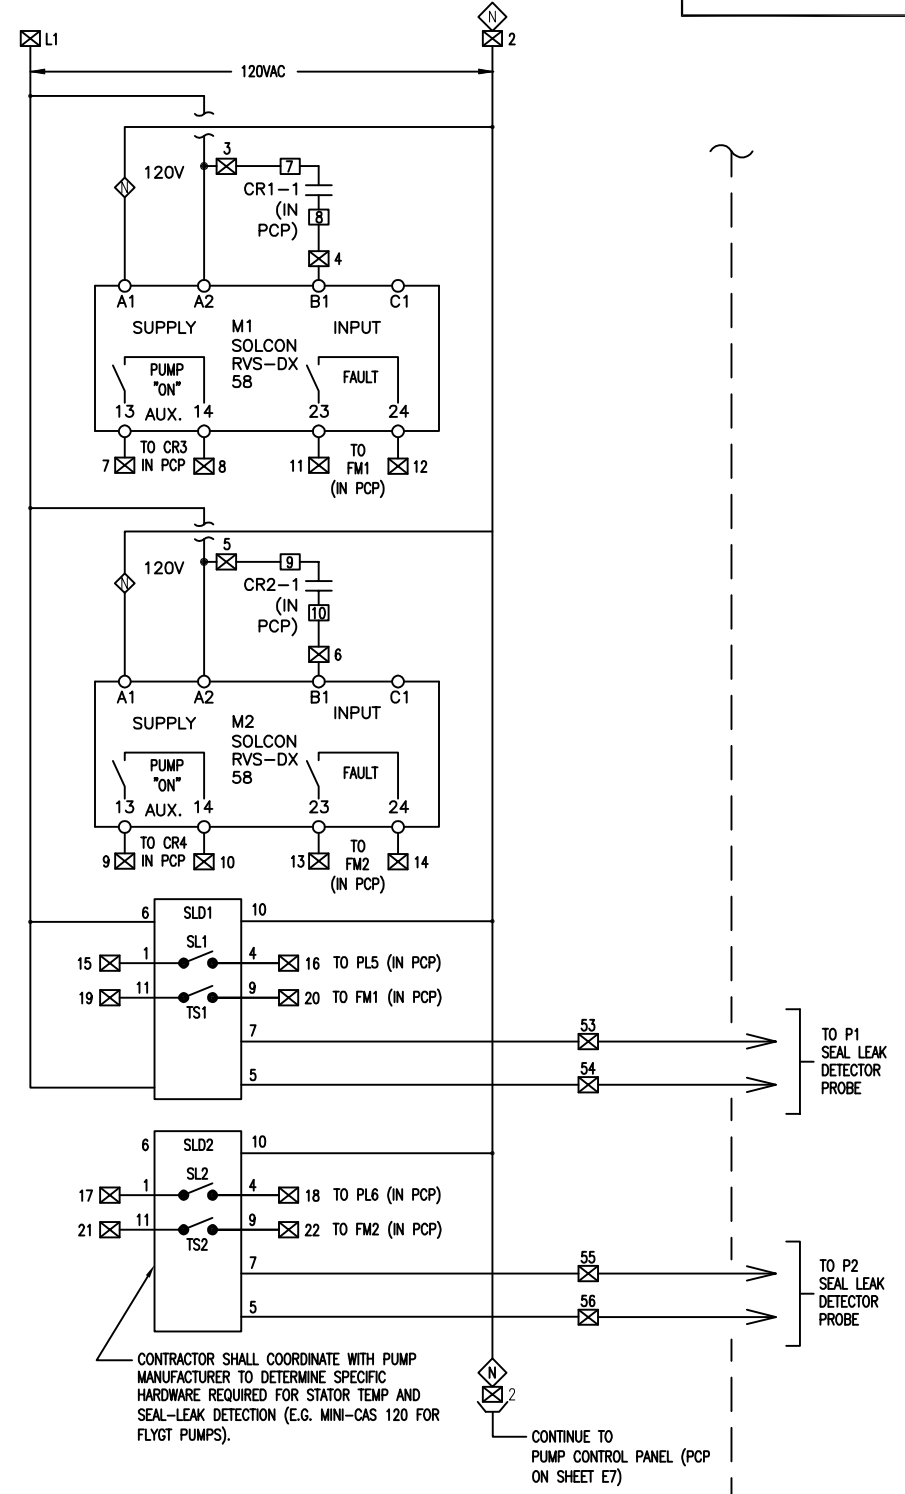 N
L1
2
120VAC
3
120V
7
N
CR1-1
(IN
PCP)
8
4
A1 A2 B1 C1
SUPPLY M1 INPUT
SOLCON
RVS-DX
58
PUMP
"ON"
FAULT
13 AUX. 14 23 24
TO CR3
IN PCP
7 8
TO
FM1
(IN PCP)
11 12
5
120V
9
N
CR2-1
(IN
PCP)
10
6
A1 A2 B1 C1
SUPPLY M2 INPUT
SOLCON
RVS-DX
58
PUMP
"ON"
FAULT
13 AUX. 14 23 24
TO CR4
IN PCP
9 10
TO
FM2
(IN PCP)
13 14
6 SLD1 10
SL1
15 1 4 16 TO PL5 (IN PCP)
19 11 9 20 TO FM1 (IN PCP)
TS1
7 53
5 54
TO P1
SEAL LEAK
DETECTOR
PROBE
6 SLD2 10
SL2
17 1 4 18 TO PL6 (IN PCP)
21 11 9 22 TO FM2 (IN PCP)
TS2
7 55
5 56
TO P2
SEAL LEAK
DETECTOR
PROBE
CONTRACTOR SHALL COORDINATE WITH PUMP
MANUFACTURER TO DETERMINE SPECIFIC
HARDWARE REQUIRED FOR STATOR TEMP AND
SEAL-LEAK DETECTION (E.G. MINI-CAS 120 FOR
FLYGT PUMPS).
N
2
CONTINUE TO
PUMP CONTROL PANEL (PCP
ON SHEET E7)